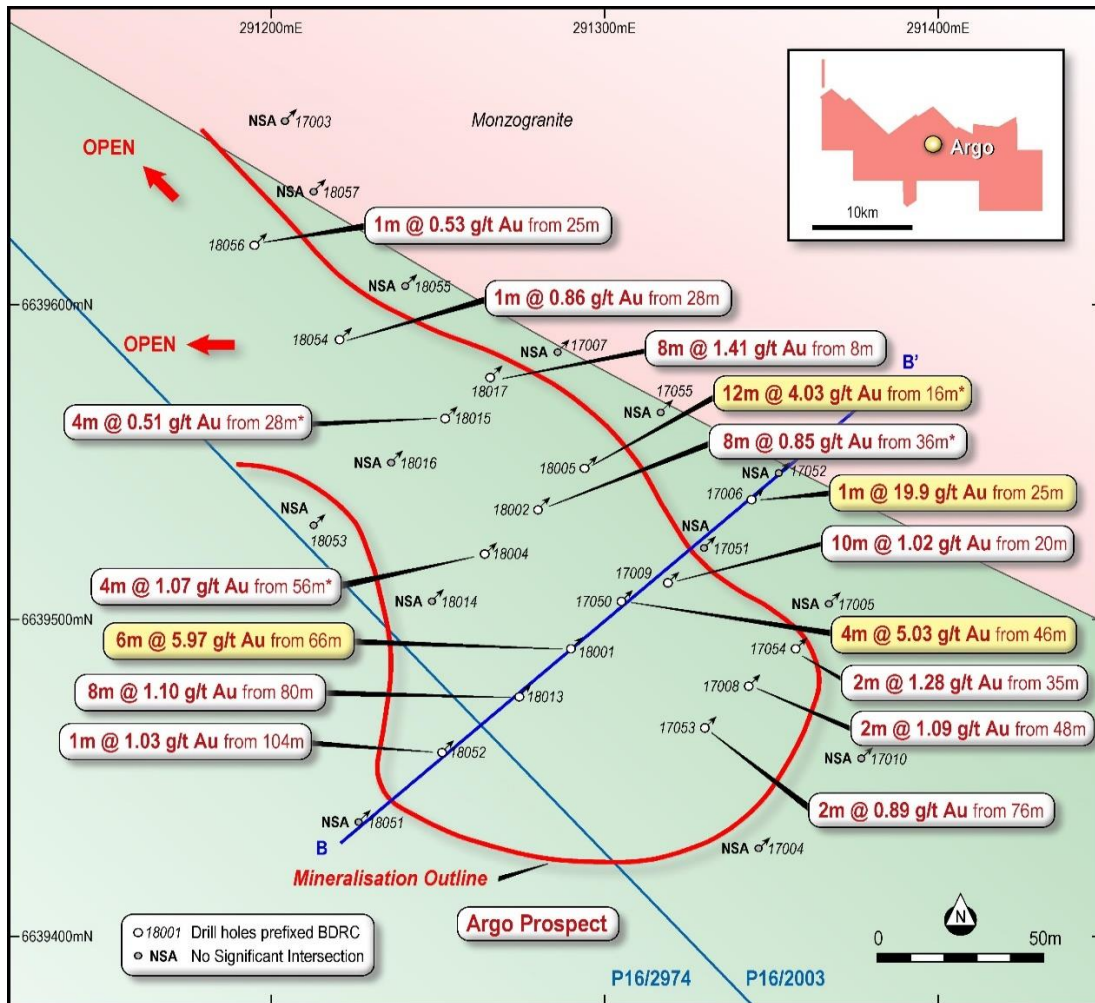 291200mE
291300mE
291400mE
NSA 17003
Monzogranite
Argo
10km
OPEN
NSA 18057
1m @ 0.53 g/t Au from 25m
18056
NSA 18055
1m @ 0.86 g/t Au from 28m
6639600mN
OPEN
18054
NSA 17007
8m @ 1.41 g/t Au from 8m
B'
18017
17055
NSA
12m @ 4.03 g/t Au from 16m*
4m @ 0.51 g/t Au from 28m*
18015
8m @ 0.85 g/t Au from 36m*
NSA 18016
18005
NSA 17052
17006
1m @ 19.9 g/t Au from 25m
18002
NSA
18053
NSA
17051
10m @ 1.02 g/t Au from 20m
18004
17009
4m @ 1.07 g/t Au from 56m*
NSA 18014
17050
NSA 17005
6639500mN
4m @ 5.03 g/t Au from 46m
6m @ 5.97 g/t Au from 66m
18001
17054
2m @ 1.28 g/t Au from 35m
8m @ 1.10 g/t Au from 80m
18013
17008
2m @ 1.09 g/t Au from 48m
1m @ 1.03 g/t Au from 104m
18052
17053
NSA 17010
2m @ 0.89 g/t Au from 76m
NSA 18051
B
NSA 17004
Mineralisation Outline
Argo Prospect
18001 Drill holes prefixed BDRC
NSA No Significant Intersection
N
6639400mN
0 50m
P16/2974 P16/2003